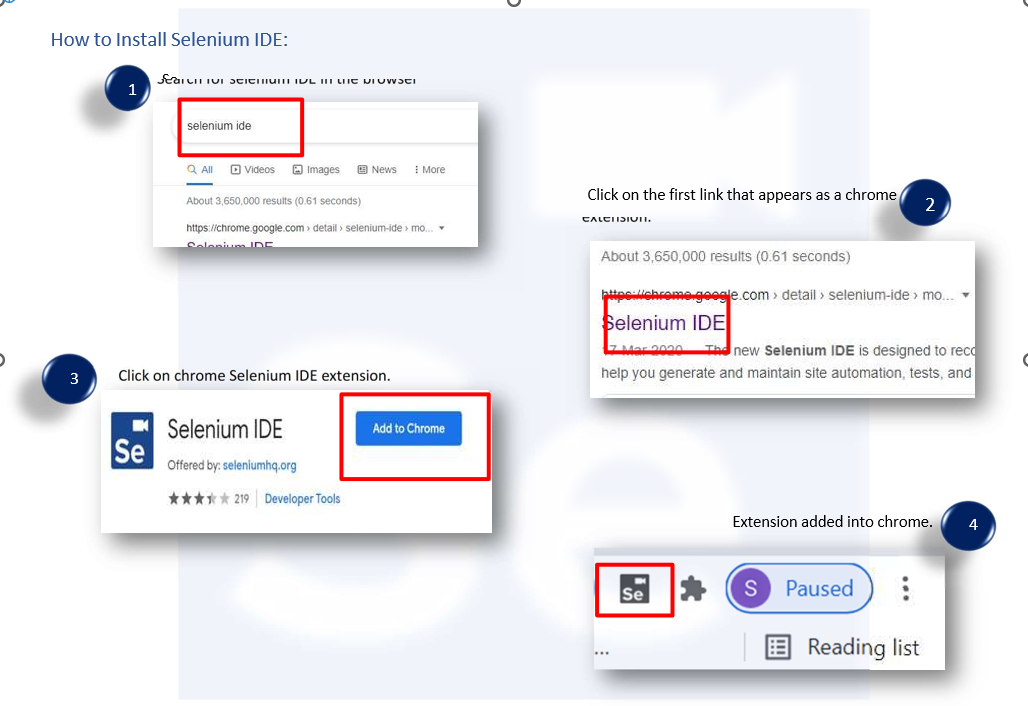 How to Install Selenium IDE:
1
Search for selenium IDE in the browser
selenium ide
All Videos Images News More
About 3,650,000 results (0.61 seconds)
https://chrome.google.com › detail › selenium-ide › mo...
Selenium IDE
2
Click on the first link that appears as a chrome
extension.
About 3,650,000 results (0.61 seconds)
https://chrome.google.com › detail › selenium-ide › mo...
Selenium IDE
17 Mar 2020 The new Selenium IDE is designed to
help you generate and maintain site automation, tests, and
3
Click on chrome Selenium IDE extension.
Se
Selenium IDE
Add to Chrome
Offered by: seleniumhq.org
219 Developer Tools
4
Extension added into chrome.
Se
S Paused
... Reading list
Se